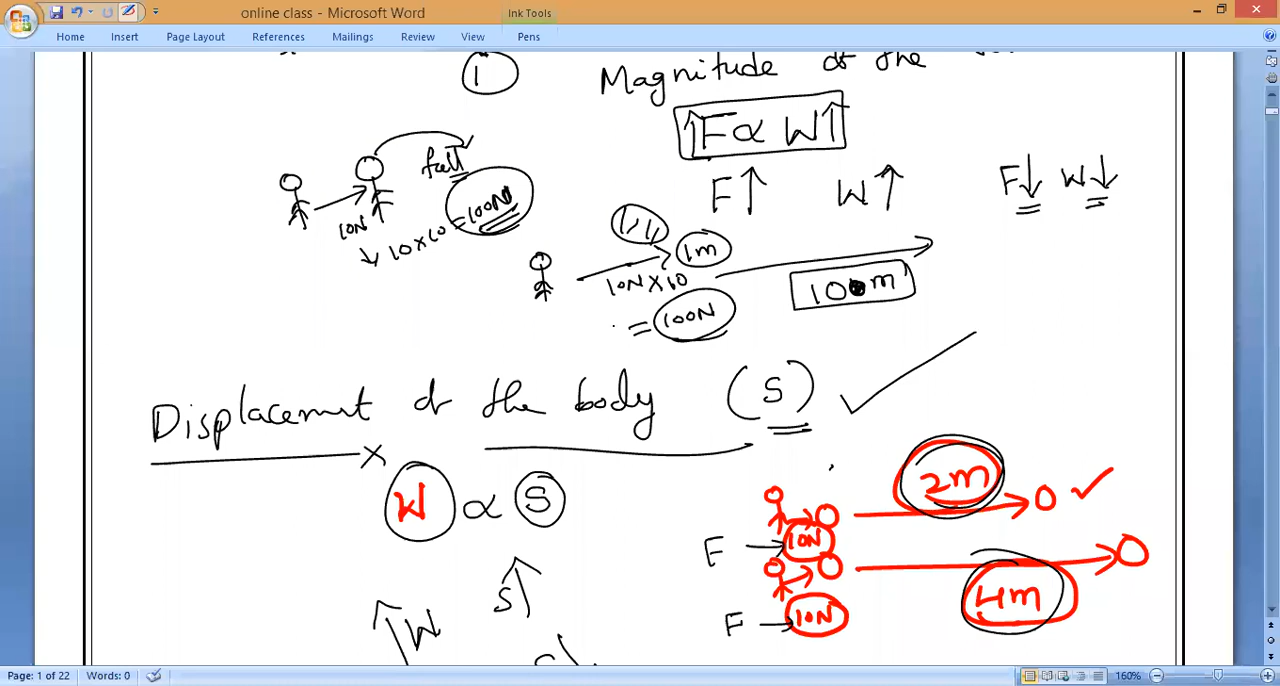 online class - Microsoft Word
Ink Tools
Home Insert Page Layout References Mailings Review View Pens
1
Magnitude of the
↑F ∝ W↑
fall
F↑ W↑ F↓ W↓
10N
↓ 10×10 = 100N
1m
10N×10
= 100N
100m
Displacement of the body (S) ✓
W ∝ S
2m ✓
F → 10N
4m
F → 10N
S↑
↑W
Page: 1 of 22 Words: 0 160%